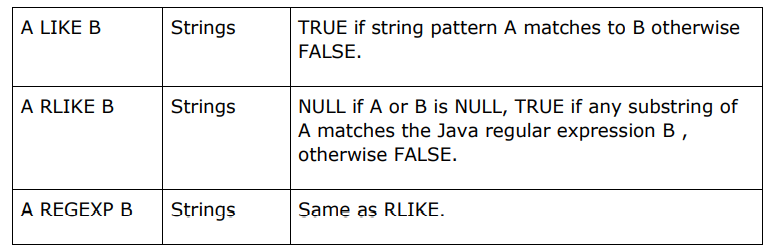 A LIKE B Strings TRUE if string pattern A matches to B otherwise
FALSE.
A RLIKE B Strings NULL if A or B is NULL, TRUE if any substring of
A matches the Java regular expression B ,
otherwise FALSE.
A REGEXP B Strings Same as RLIKE.